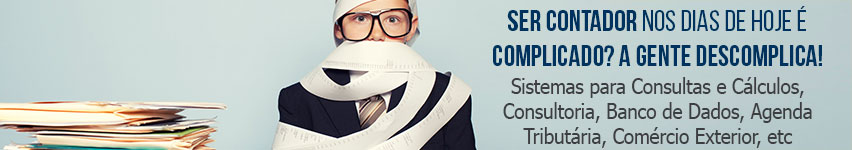 SER CONTADOR NOS DIAS DE HOJE É
COMPLICADO? A GENTE DESCOMPLICA!
Sistemas para Consultas e Cálculos,
Consultoria, Banco de Dados, Agenda
Tributária, Comércio Exterior, etc